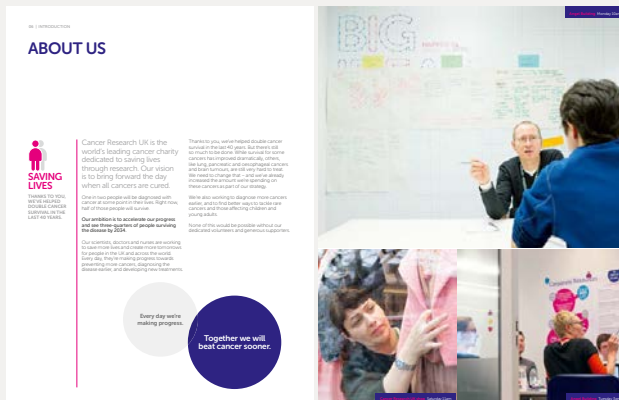 06 | INTRODUCTION
ABOUT US
SAVING
LIVES
THANKS TO YOU,
WE'VE HELPED
DOUBLE CANCER
SURVIVAL IN THE
LAST 40 YEARS.
Cancer Research UK is the
world's leading cancer charity
dedicated to saving lives
through research. Our vision
is to bring forward the day
when all cancers are cured.
One in two people will be diagnosed with
cancer at some point in their lives. Right now,
half of those people will survive.
Our ambition is to accelerate our progress
and see three-quarters of people surviving
the disease by 2034.
Our scientists, doctors and nurses are working
to save more lives and create more tomorrows
for people in the UK and across the world.
Every day, they're making progress towards
preventing more cancers, diagnosing the
disease earlier, and developing new treatments.
Thanks to you, we've helped double cancer
survival in the last 40 years. But there's still
so much to be done. While survival for some
cancers has improved dramatically, others,
like lung, pancreatic and oesophageal cancers
and brain tumours, are still very hard to treat.
We need to change that – and we've already
increased the amount we're spending on
these cancers as part of our strategy.
We're also working to diagnose more cancers
earlier, and to find better ways to tackle rare
cancers and those affecting children and
young adults.
None of this would be possible without our
dedicated volunteers and generous supporters.
Every day we're
making progress.
Together we will
beat cancer sooner.
BIG